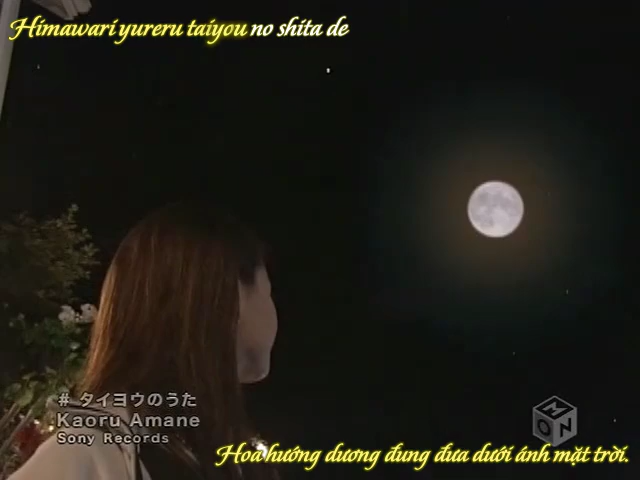 Himawari yureru taiyou no shita de
# タイヨウのうた
Kaoru Amane
Sony Records
M ON
Hoa hướng dương đung đưa dưới ánh mặt trời.